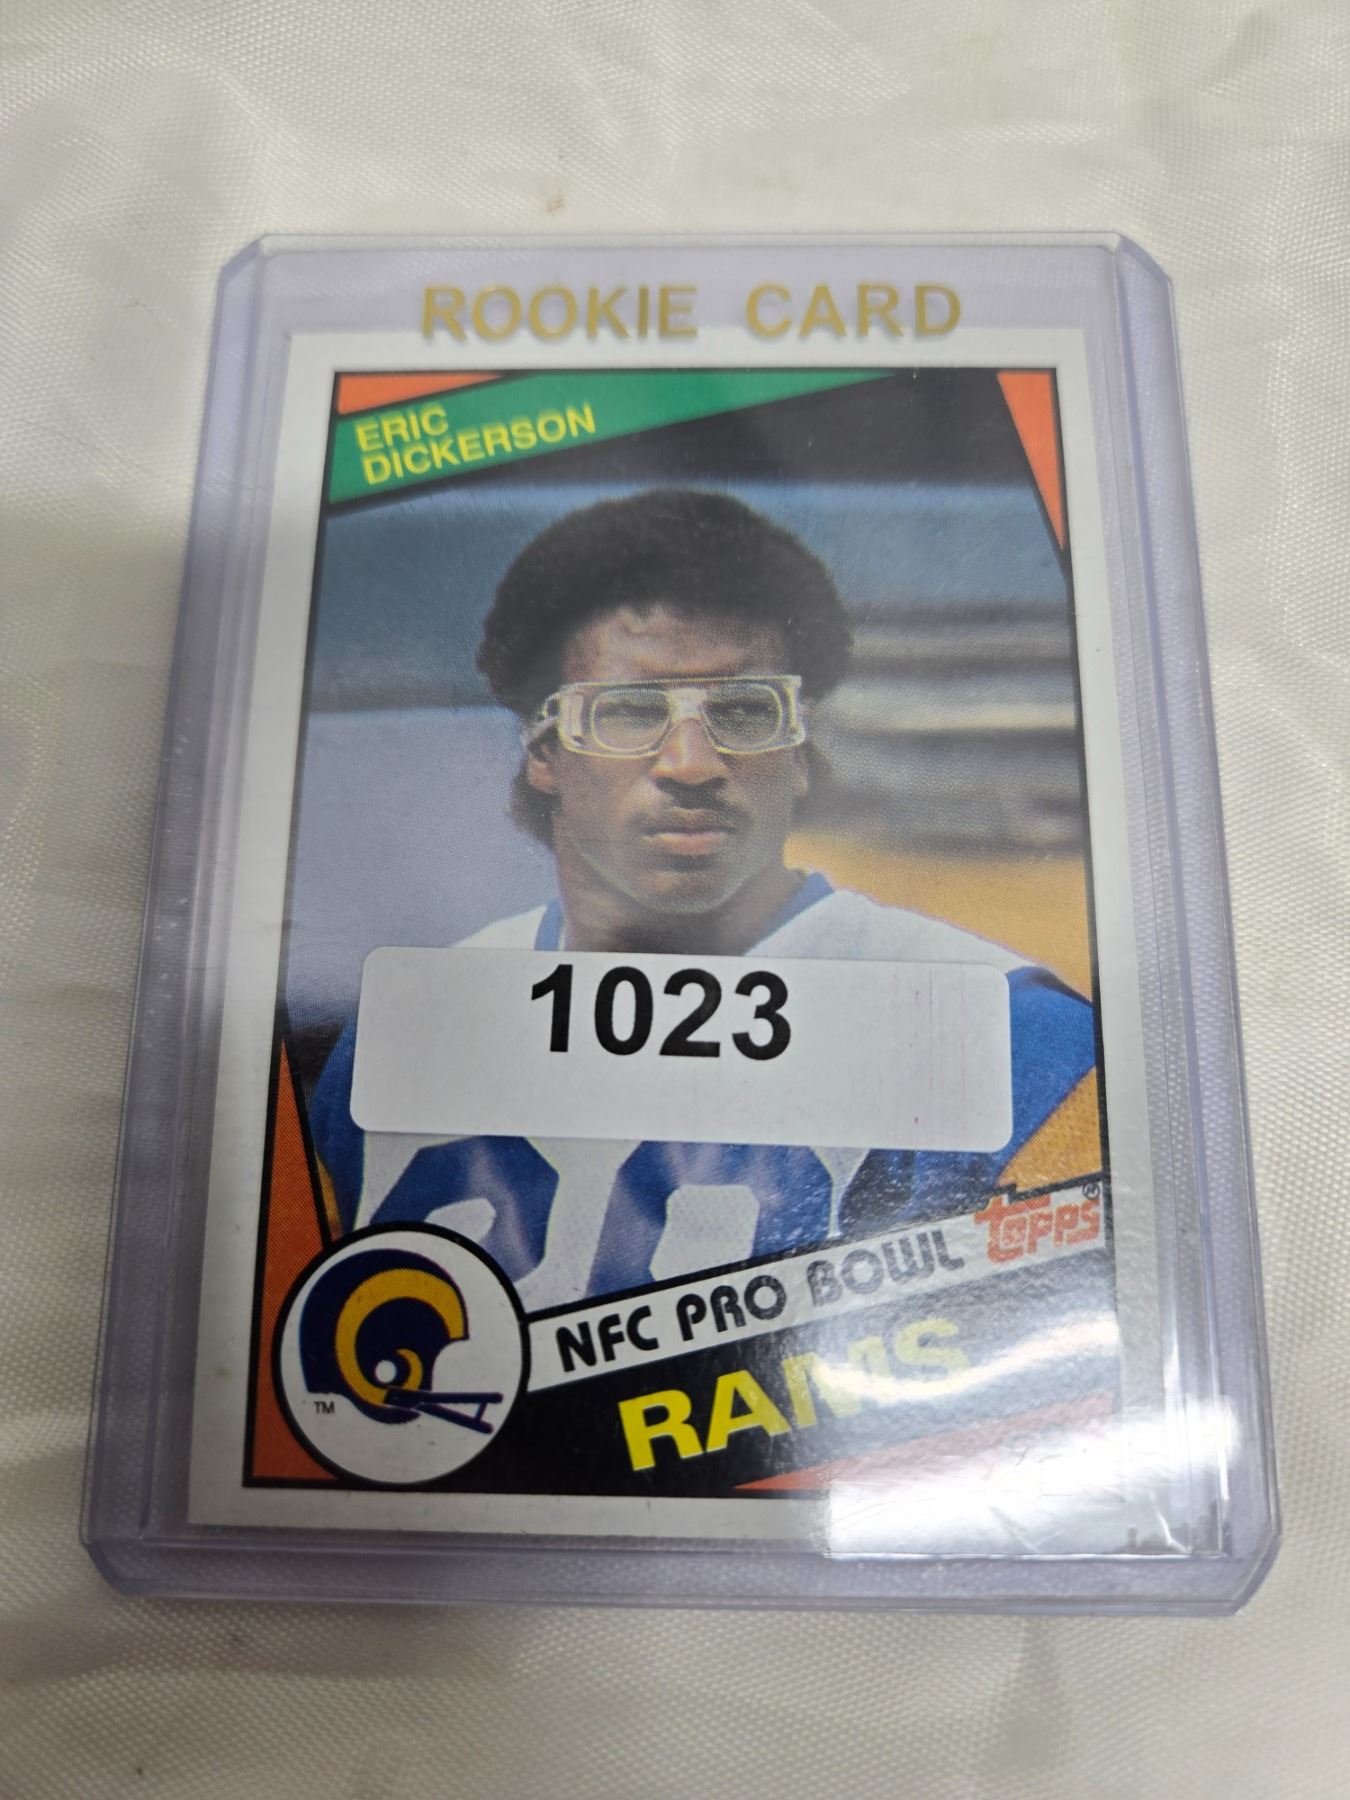 ROOKIE CARD
ERIC
DICKERSON
1023
TOPPS®
NFC PRO BOWL
RAMS
TM